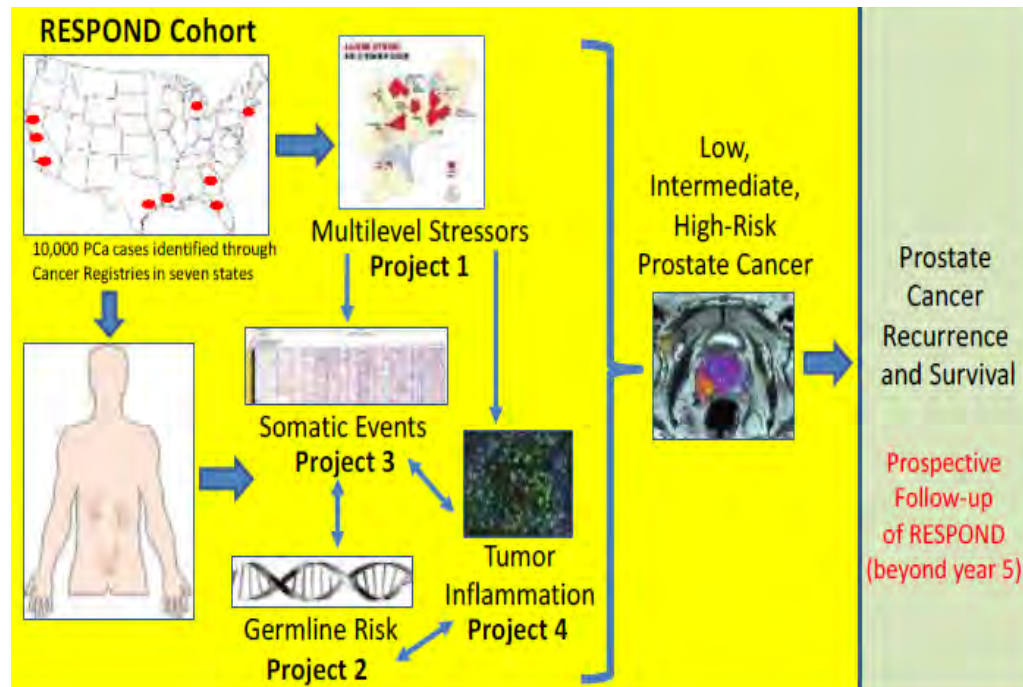 RESPOND Cohort
10,000 PCa cases identified through
Cancer Registries in seven states
Multilevel Stressors
Project 1
Somatic Events
Project 3
Germline Risk
Project 2
Tumor
Inflammation
Project 4
Low,
Intermediate,
High-Risk
Prostate Cancer
Prostate
Cancer
Recurrence
and Survival
Prospective
Follow-up
of RESPOND
(beyond year 5)